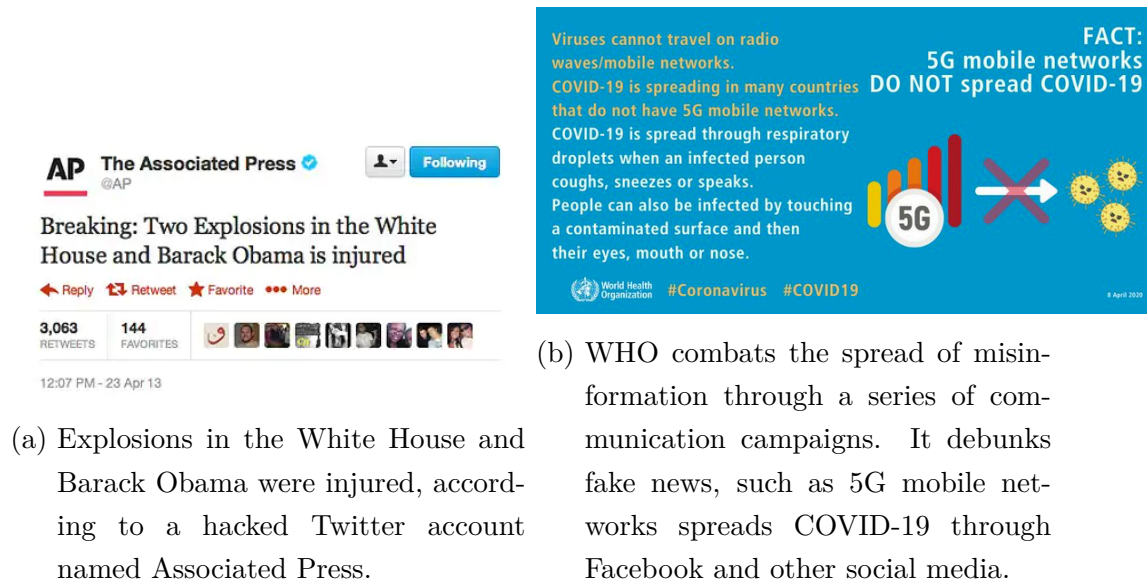 AP The Associated Press
@AP
Following
Breaking: Two Explosions in the White
House and Barack Obama is injured
Reply Retweet Favorite More
3,063 144
RETWEETS FAVORITES
12:07 PM - 23 Apr 13
(a) Explosions in the White House and
Barack Obama were injured, accord-
ing to a hacked Twitter account
named Associated Press.
Viruses cannot travel on radio
waves/mobile networks.
COVID-19 is spreading in many countries
that do not have 5G mobile networks.
COVID-19 is spread through respiratory
droplets when an infected person
coughs, sneezes or speaks.
People can also be infected by touching
a contaminated surface and then
their eyes, mouth or nose.
FACT:
5G mobile networks
DO NOT spread COVID-19
5G
World Health
Organization
#Coronavirus #COVID19
8 April 2020
(b) WHO combats the spread of misin-
formation through a series of com-
munication campaigns. It debunks
fake news, such as 5G mobile net-
works spreads COVID-19 through
Facebook and other social media.